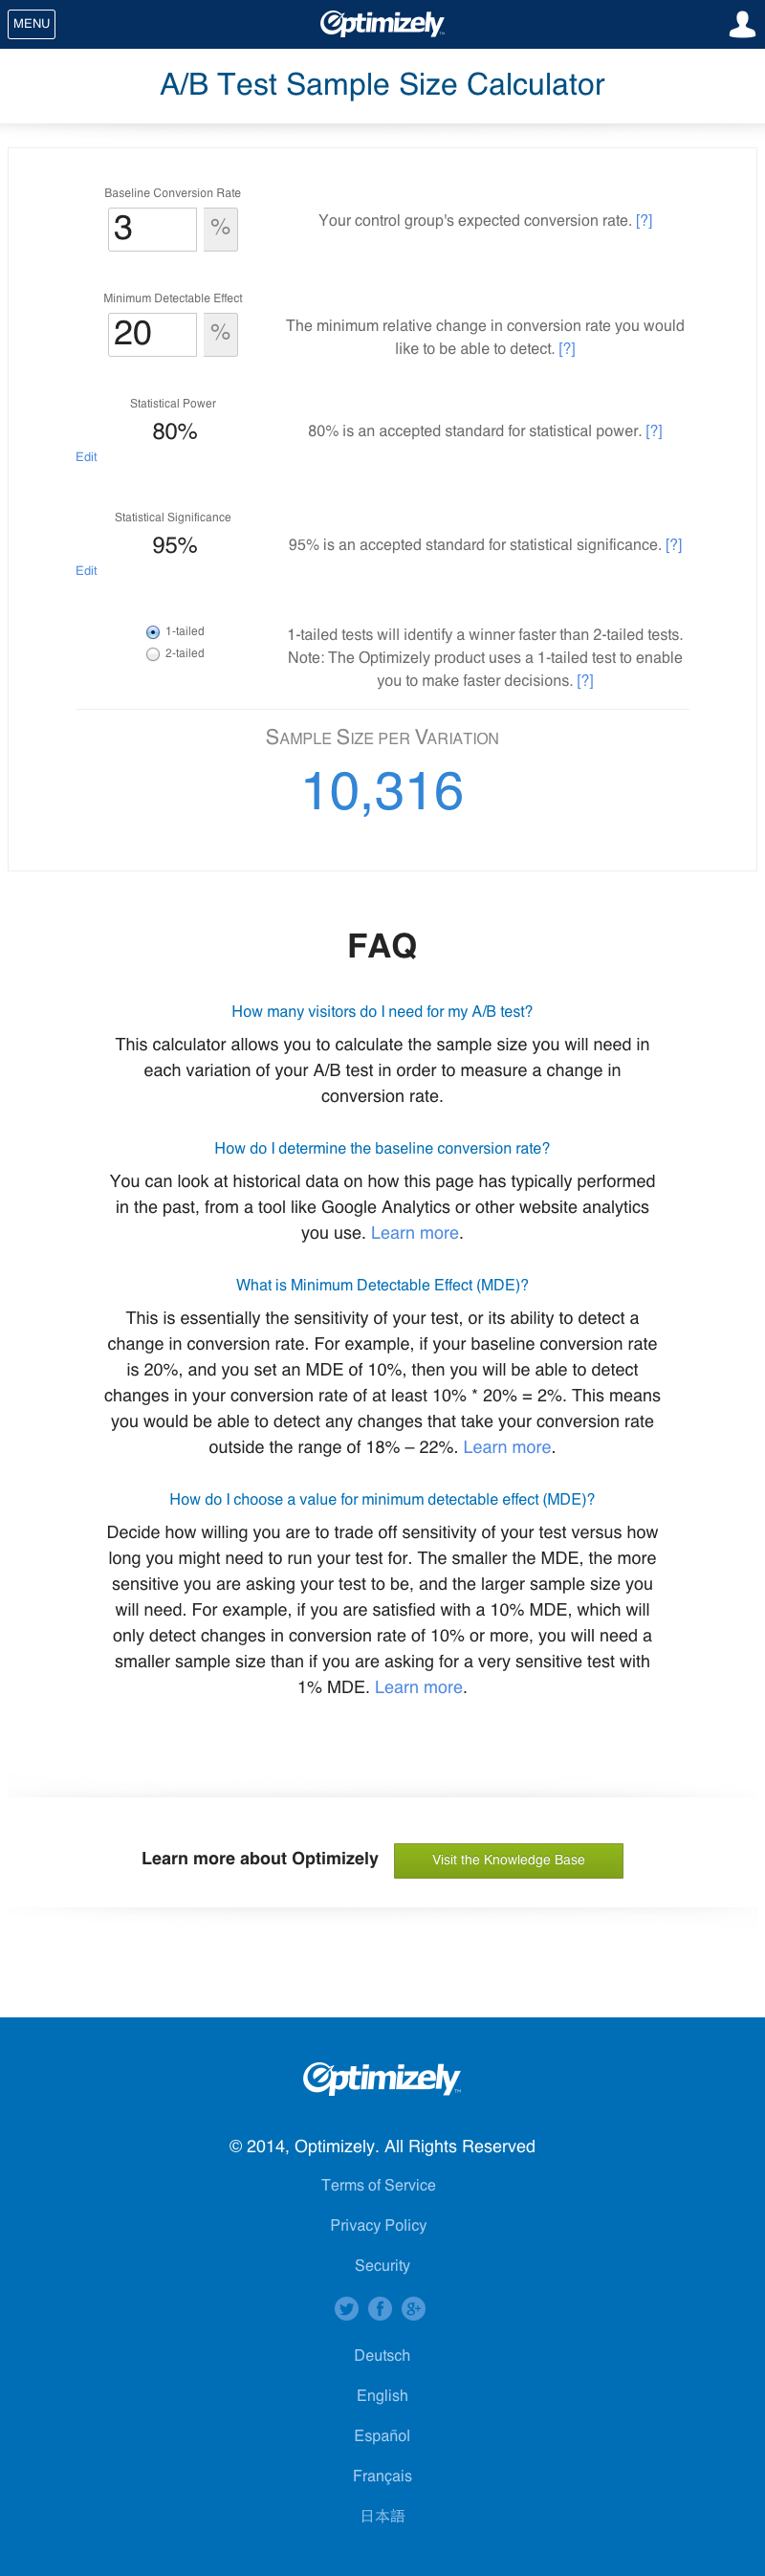 MENU
Optimizely
A/B Test Sample Size Calculator
Baseline Conversion Rate
3 %
Your control group's expected conversion rate. [?]
Minimum Detectable Effect
20 %
The minimum relative change in conversion rate you would
like to be able to detect. [?]
Statistical Power
80%
Edit
80% is an accepted standard for statistical power. [?]
Statistical Significance
95%
Edit
95% is an accepted standard for statistical significance. [?]
1-tailed
2-tailed
1-tailed tests will identify a winner faster than 2-tailed tests.
Note: The Optimizely product uses a 1-tailed test to enable
you to make faster decisions. [?]
SAMPLE SIZE PER VARIATION
10,316
FAQ
How many visitors do I need for my A/B test?
This calculator allows you to calculate the sample size you will need in
each variation of your A/B test in order to measure a change in
conversion rate.
How do I determine the baseline conversion rate?
You can look at historical data on how this page has typically performed
in the past, from a tool like Google Analytics or other website analytics
you use. Learn more.
What is Minimum Detectable Effect (MDE)?
This is essentially the sensitivity of your test, or its ability to detect a
change in conversion rate. For example, if your baseline conversion rate
is 20%, and you set an MDE of 10%, then you will be able to detect
changes in your conversion rate of at least 10% * 20% = 2%. This means
you would be able to detect any changes that take your conversion rate
outside the range of 18% – 22%. Learn more.
How do I choose a value for minimum detectable effect (MDE)?
Decide how willing you are to trade off sensitivity of your test versus how
long you might need to run your test for. The smaller the MDE, the more
sensitive you are asking your test to be, and the larger sample size you
will need. For example, if you are satisfied with a 10% MDE, which will
only detect changes in conversion rate of 10% or more, you will need a
smaller sample size than if you are asking for a very sensitive test with
1% MDE. Learn more.
Learn more about Optimizely
Visit the Knowledge Base
Optimizely
© 2014, Optimizely. All Rights Reserved
Terms of Service
Privacy Policy
Security
Deutsch
English
Español
Français
日本語